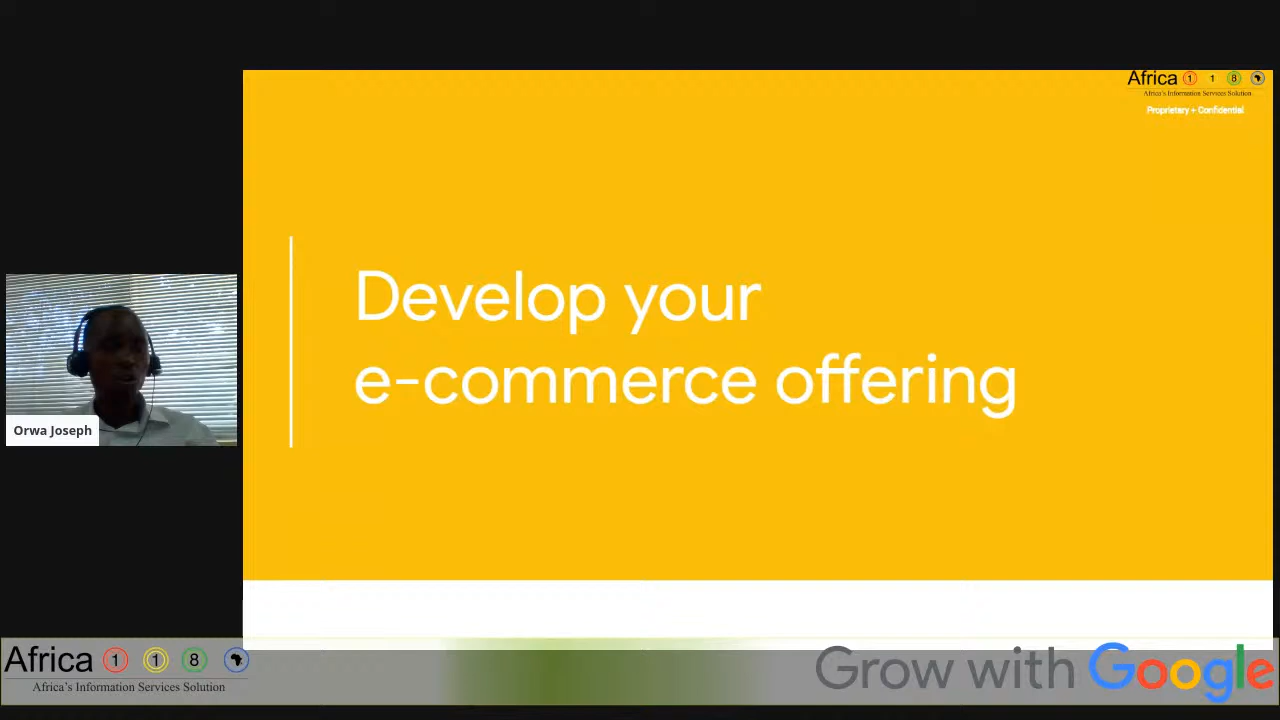 Africa 1 1 8
Africa's Information Services Solution
Proprietary + Confidential
Develop your
e-commerce offering
Orwa Joseph
Africa 1 1 8
Africa's Information Services Solution
Grow with Google